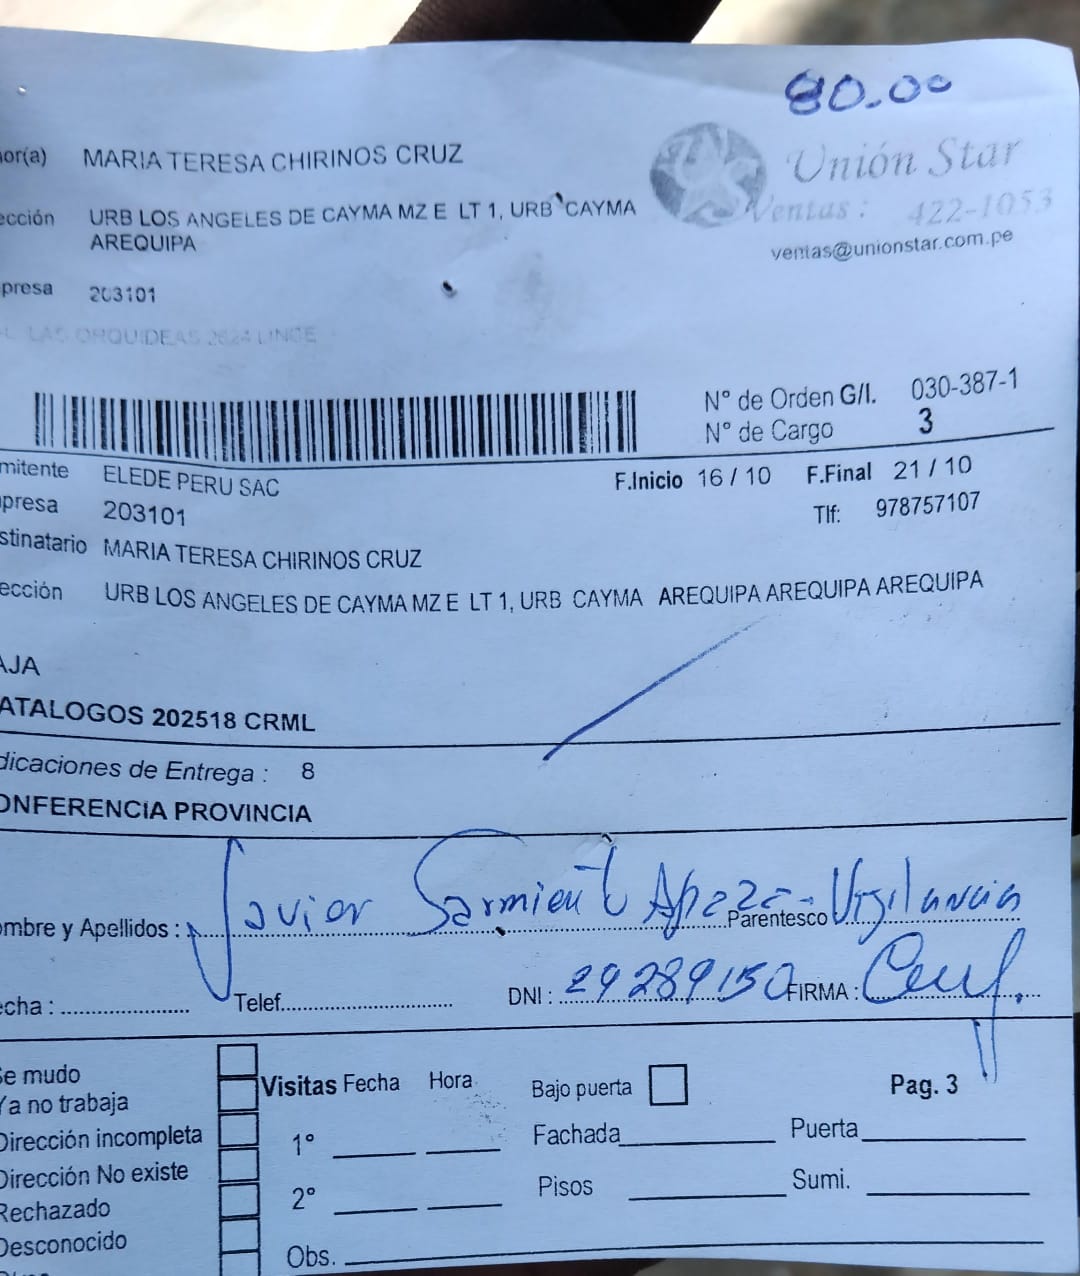 80.00
or(a) MARIA TERESA CHIRINOS CRUZ
Unión Star
ección URB LOS ANGELES DE CAYMA MZ E LT 1, URB CAYMA
Ventas: 422-1053
AREQUIPA
ventas@unionstar.com.pe
presa 203101
LAS ORQUIDEAS 2624 LINCE
N° de Orden G/I. 030-387-1
N° de Cargo 3
mitente ELEDE PERU SAC
F.Inicio 16 / 10 F.Final 21 / 10
presa 203101
Tlf: 978757107
stinatario MARIA TERESA CHIRINOS CRUZ
ección URB LOS ANGELES DE CAYMA MZ E LT 1, URB CAYMA AREQUIPA AREQUIPA AREQUIPA
AJA
ATALOGOS 202518 CRML
dicaciones de Entrega : 8
ONFERENCIA PROVINCIA
ombre y Apellidos : Javier Sarmient Apaza - Parentesco Vigilancia
echa : Telef. DNI : 29289150 FIRMA :
Se mudo
Visitas Fecha Hora Bajo puerta Pag. 3
Ya no trabaja
Dirección incompleta 1° Fachada Puerta
Dirección No existe
2° Pisos Sumi.
Rechazado
Desconocido
Obs.